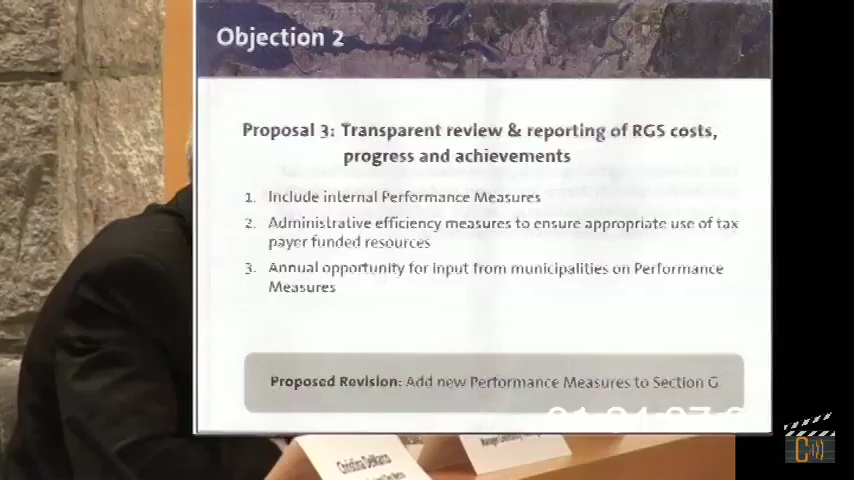 Objection 2
Proposal 3: Transparent review & reporting of RGS costs,
progress and achievements
1. Include internal Performance Measures
2. Administrative efficiency measures to ensure appropriate use of tax
payer funded resources
3. Annual opportunity for input from municipalities on Performance
Measures
Proposed Revision: Add new Performance Measures to Section G
Christina DeMarco